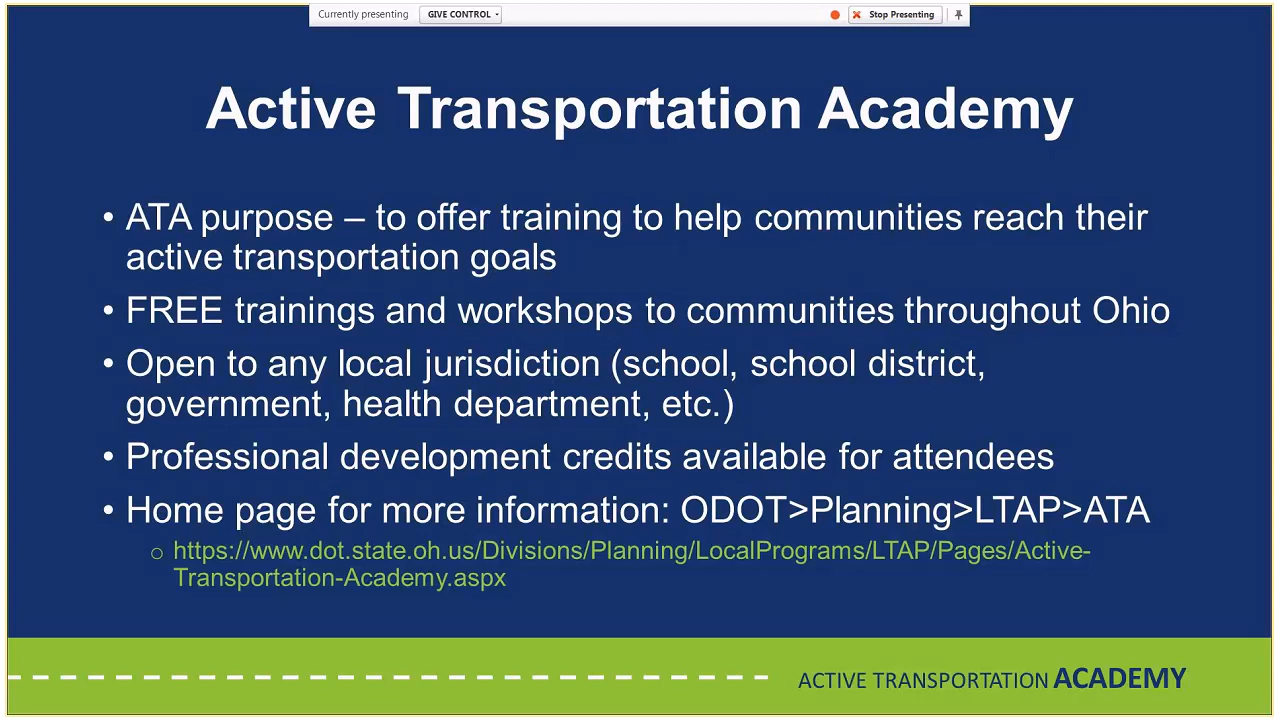 Currently presenting GIVE CONTROL Stop Presenting
Active Transportation Academy
• ATA purpose – to offer training to help communities reach their
active transportation goals
• FREE trainings and workshops to communities throughout Ohio
• Open to any local jurisdiction (school, school district,
government, health department, etc.)
• Professional development credits available for attendees
• Home page for more information: ODOT>Planning>LTAP>ATA
○ https://www.dot.state.oh.us/Divisions/Planning/LocalPrograms/LTAP/Pages/Active-
Transportation-Academy.aspx
ACTIVE TRANSPORTATION ACADEMY